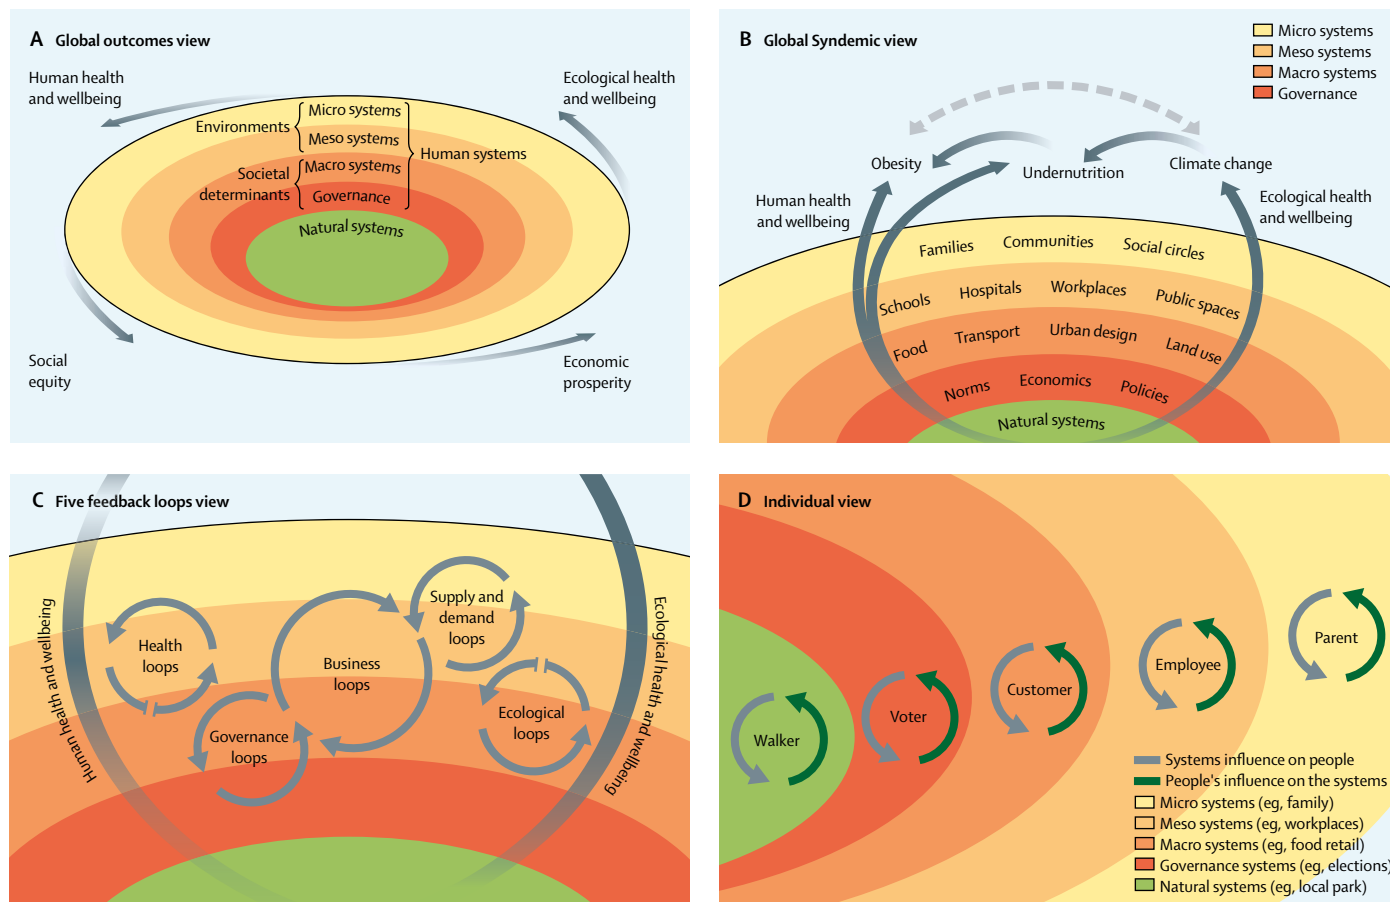 A Global outcomes view
Human health
and wellbeing
Ecological health
and wellbeing
Environments
Micro systems
Meso systems
Human systems
Societal
determinants
Macro systems
Governance
Natural systems
Social
equity
Economic
prosperity
B Global Syndemic view
Micro systems
Meso systems
Macro systems
Governance
Obesity
Undernutrition
Climate change
Human health
and wellbeing
Ecological health
and wellbeing
Families Communities Social circles
Schools Hospitals Workplaces Public spaces
Food Transport Urban design Land use
Norms Economics Policies
Natural systems
C Five feedback loops view
Human health and wellbeing
Health
loops
Governance
loops
Business
loops
Supply and
demand
loops
Ecological
loops
Ecological health and wellbeing
D Individual view
Walker
Voter
Customer
Employee
Parent
Systems influence on people
People's influence on the systems
Micro systems (eg, family)
Meso systems (eg, workplaces)
Macro systems (eg, food retail)
Governance systems (eg, elections)
Natural systems (eg, local park)